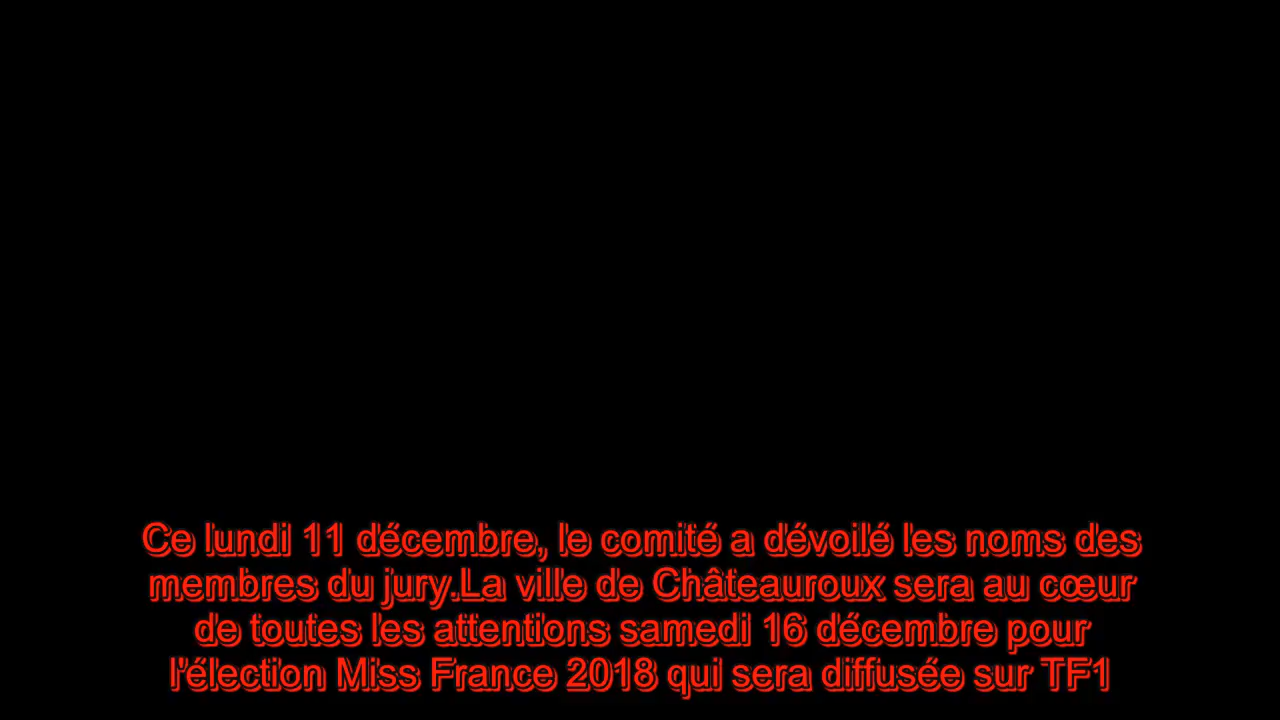 Ce lundi 11 décembre, le comité a dévoilé les noms des
membres du jury.La ville de Châteauroux sera au cœur
de toutes les attentions samedi 16 décembre pour
l'élection Miss France 2018 qui sera diffusée sur TF1